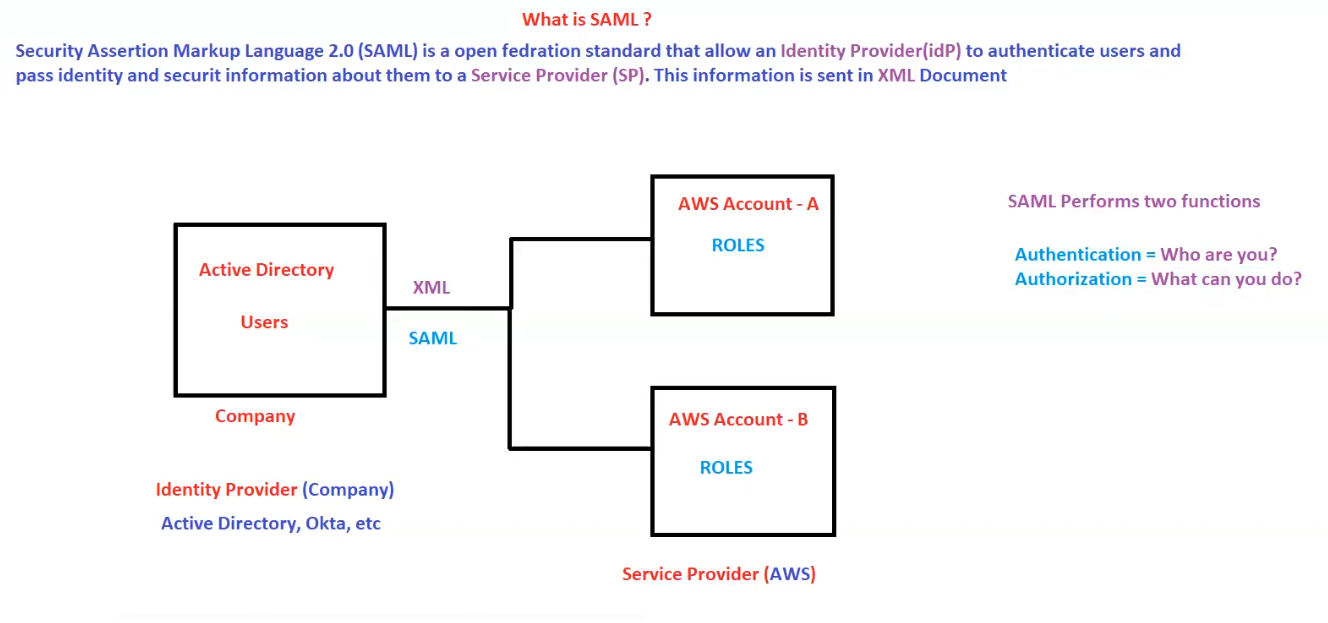 What is SAML ?
Security Assertion Markup Language 2.0 (SAML) is a open fedration standard that allow an Identity Provider(idP) to authenticate users and
pass identity and securit information about them to a Service Provider (SP). This information is sent in XML Document
AWS Account - A
ROLES
SAML Performs two functions
Authentication = Who are you?
Authorization = What can you do?
Active Directory
Users
XML
SAML
Company
AWS Account - B
ROLES
Identity Provider (Company)
Active Directory, Okta, etc
Service Provider (AWS)